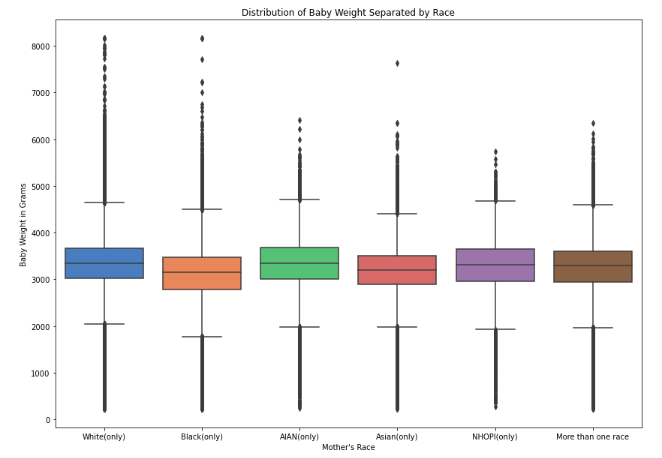 Distribution of Baby Weight Separated by Race
Baby Weight in Grams
8000
7000
6000
5000
4000
3000
2000
1000
0
White(only) Black(only) AIAN(only) Asian(only) NHOPI(only) More than one race
Mother's Race